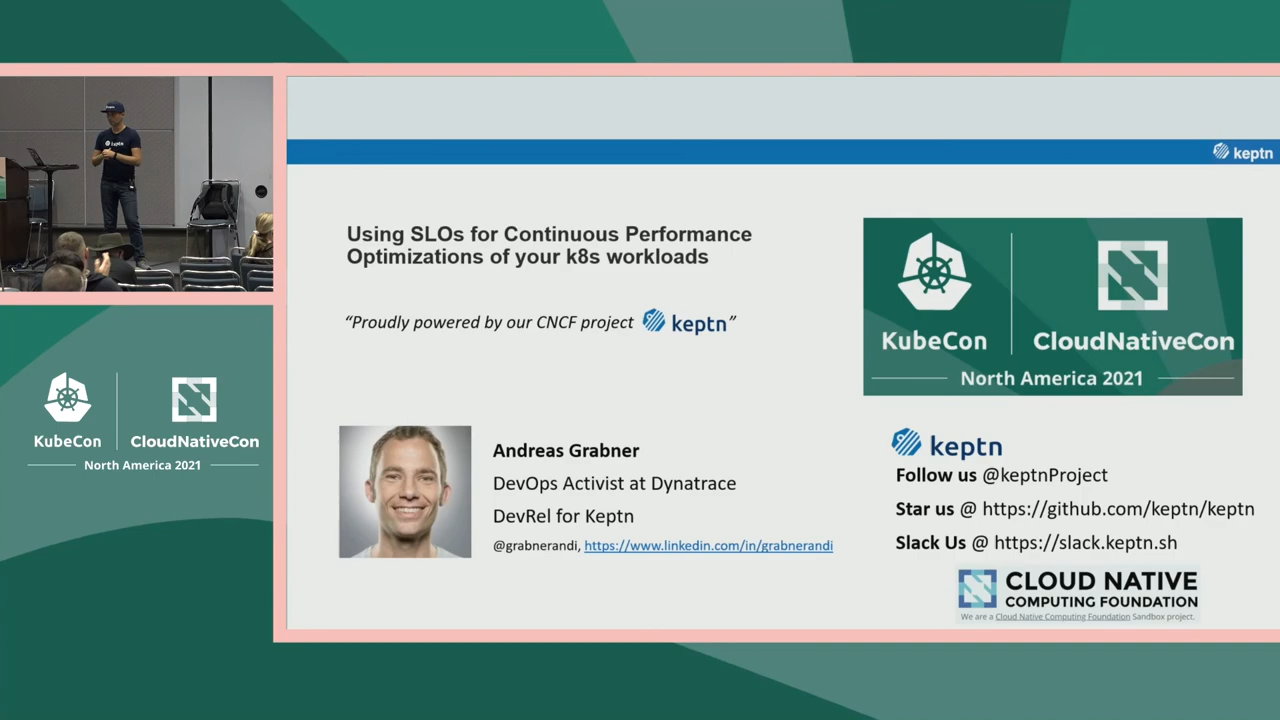 keptn
keptn
Using SLOs for Continuous Performance
Optimizations of your k8s workloads
“Proudly powered by our CNCF project keptn”
KubeCon
CloudNativeCon
North America 2021
Andreas Grabner
DevOps Activist at Dynatrace
DevRel for Keptn
@grabnerandi, https://www.linkedin.com/in/grabnerandi
keptn
Follow us @keptnProject
Star us @ https://github.com/keptn/keptn
Slack Us @ https://slack.keptn.sh
CLOUD NATIVE
COMPUTING FOUNDATION
We are a Cloud Native Computing Foundation Sandbox project.
KubeCon
CloudNativeCon
North America 2021